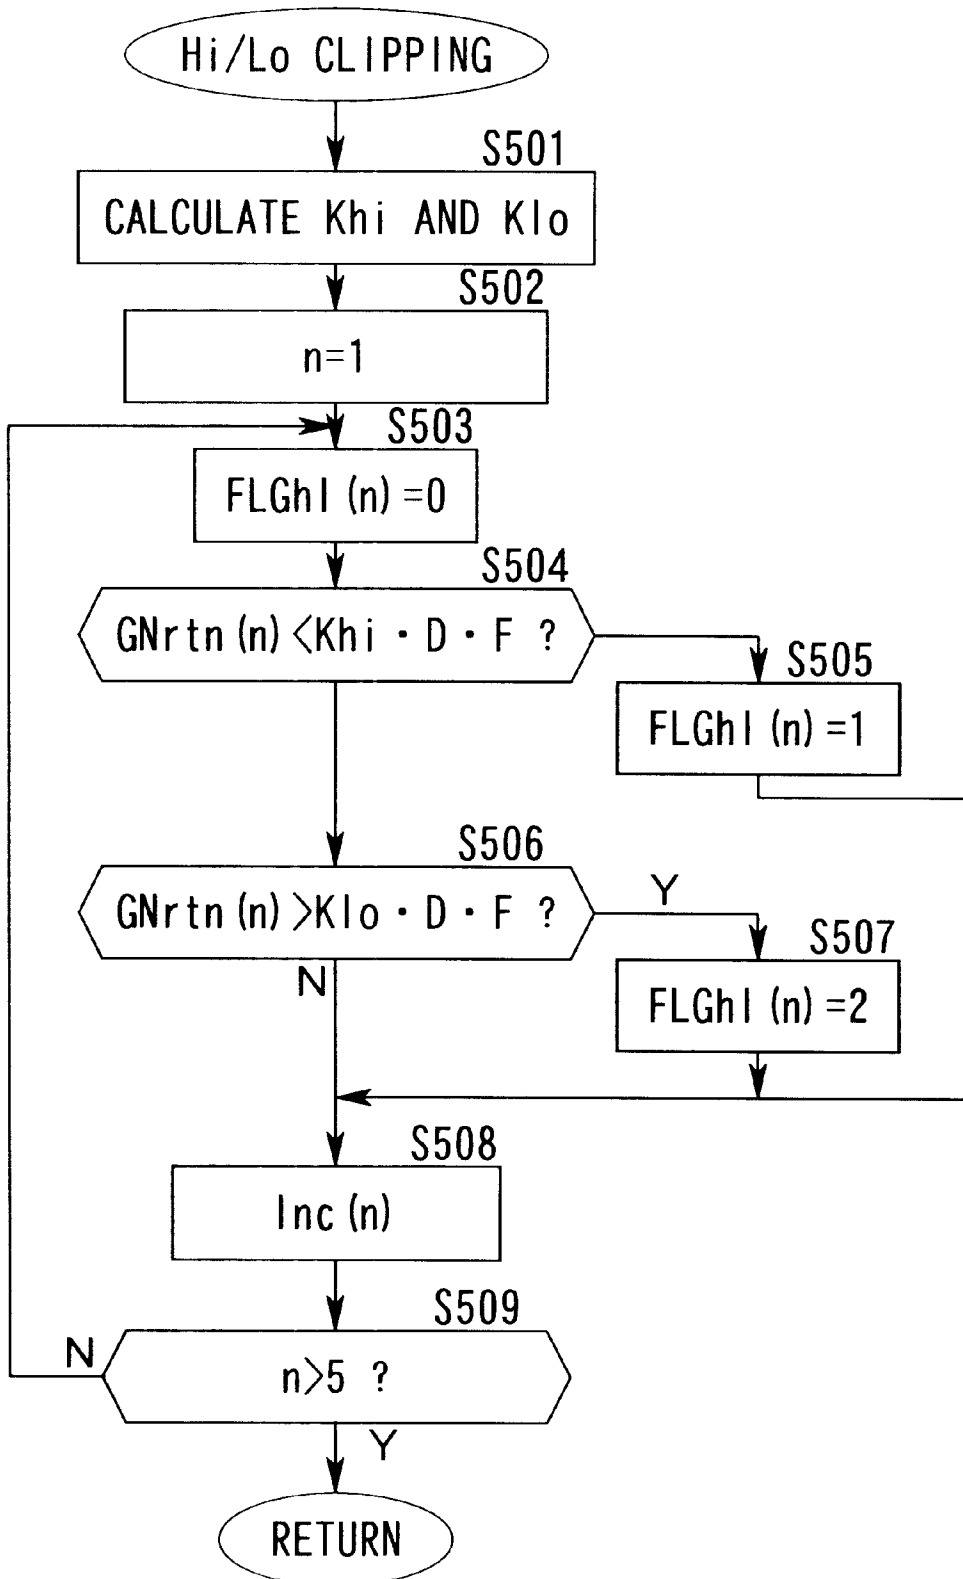 Hi/Lo CLIPPING
S501
CALCULATE Khi AND Klo
S502
n=1
S503
FLGhl(n)=0
S504
GNrtn(n)<Khi・D・F ?
S505
FLGhl(n)=1
S506
GNrtn(n)>Klo・D・F ?
Y
S507
N
FLGhl(n)=2
S508
Inc(n)
S509
N
n>5 ?
Y
RETURN